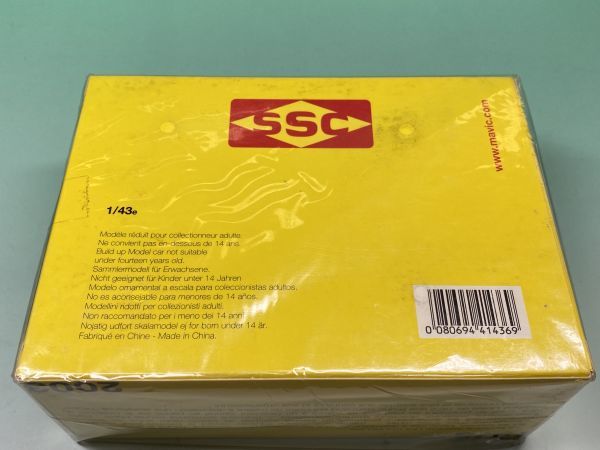 SSC
www.mavic.com
1/43e
Modèle réduit pour collectionneur adulte.
Ne convient pas en-dessous de 14 ans.
Build up Model car not suitable
under fourteen years old.
Sammlermodell für Erwachsene.
Nicht geeignet für Kinder unter 14 Jahren
Modelo ornamental a escala para coleccionistas adultos.
No es aconsejable para menores de 14 años.
Modellini ridotti per collezionisti adulti.
Non raccomandato per i meno dei 14 anni
Nojatig udfort skalamodel ej for born under 14 år.
Fabriqué en Chine - Made in China.
0 080694 414369